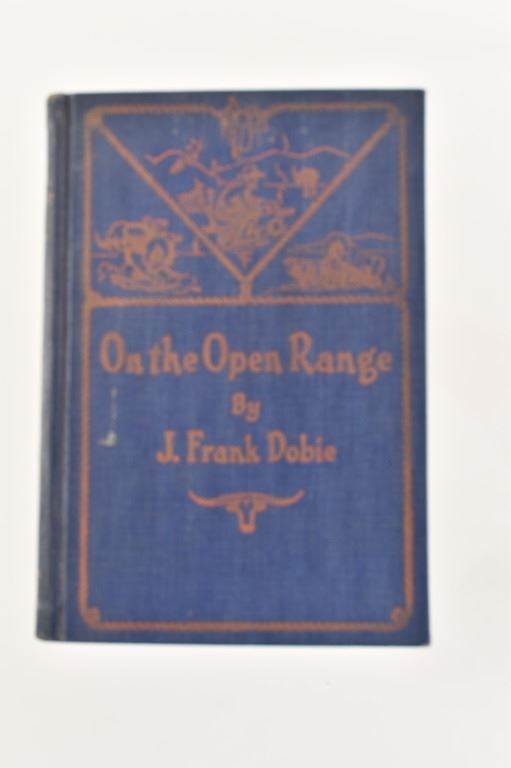 On the Open Range
By
J. Frank Dobie